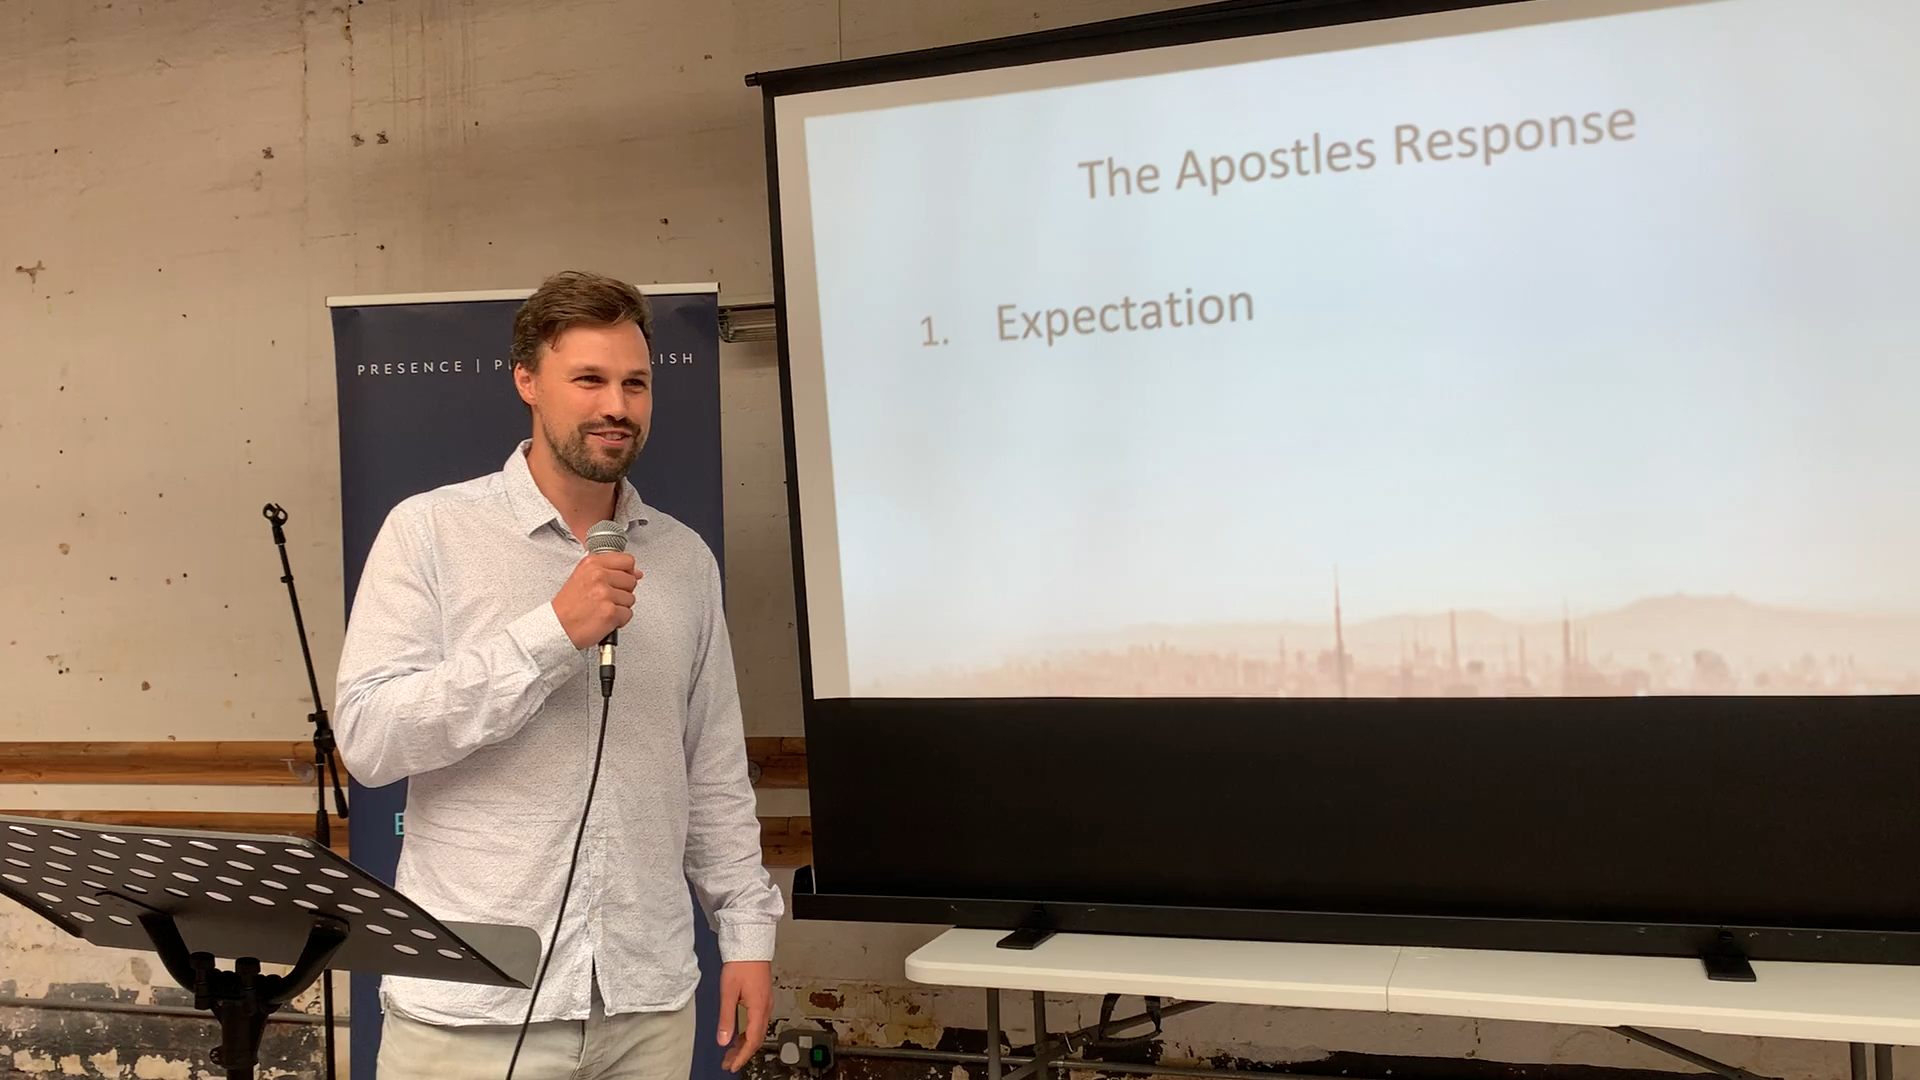 PRESENCE | P
LISH
E
The Apostles Response
1. Expectation